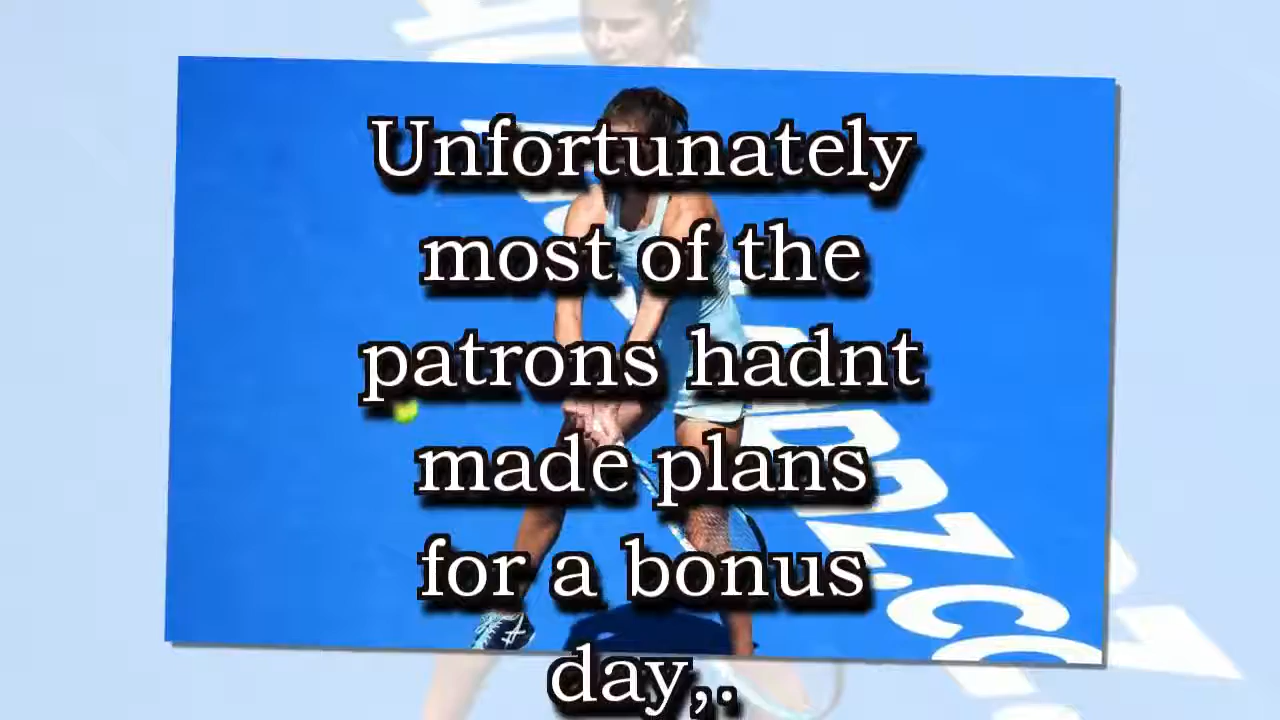 Unfortunately
most of the
patrons hadnt
made plans
for a bonus
day,.